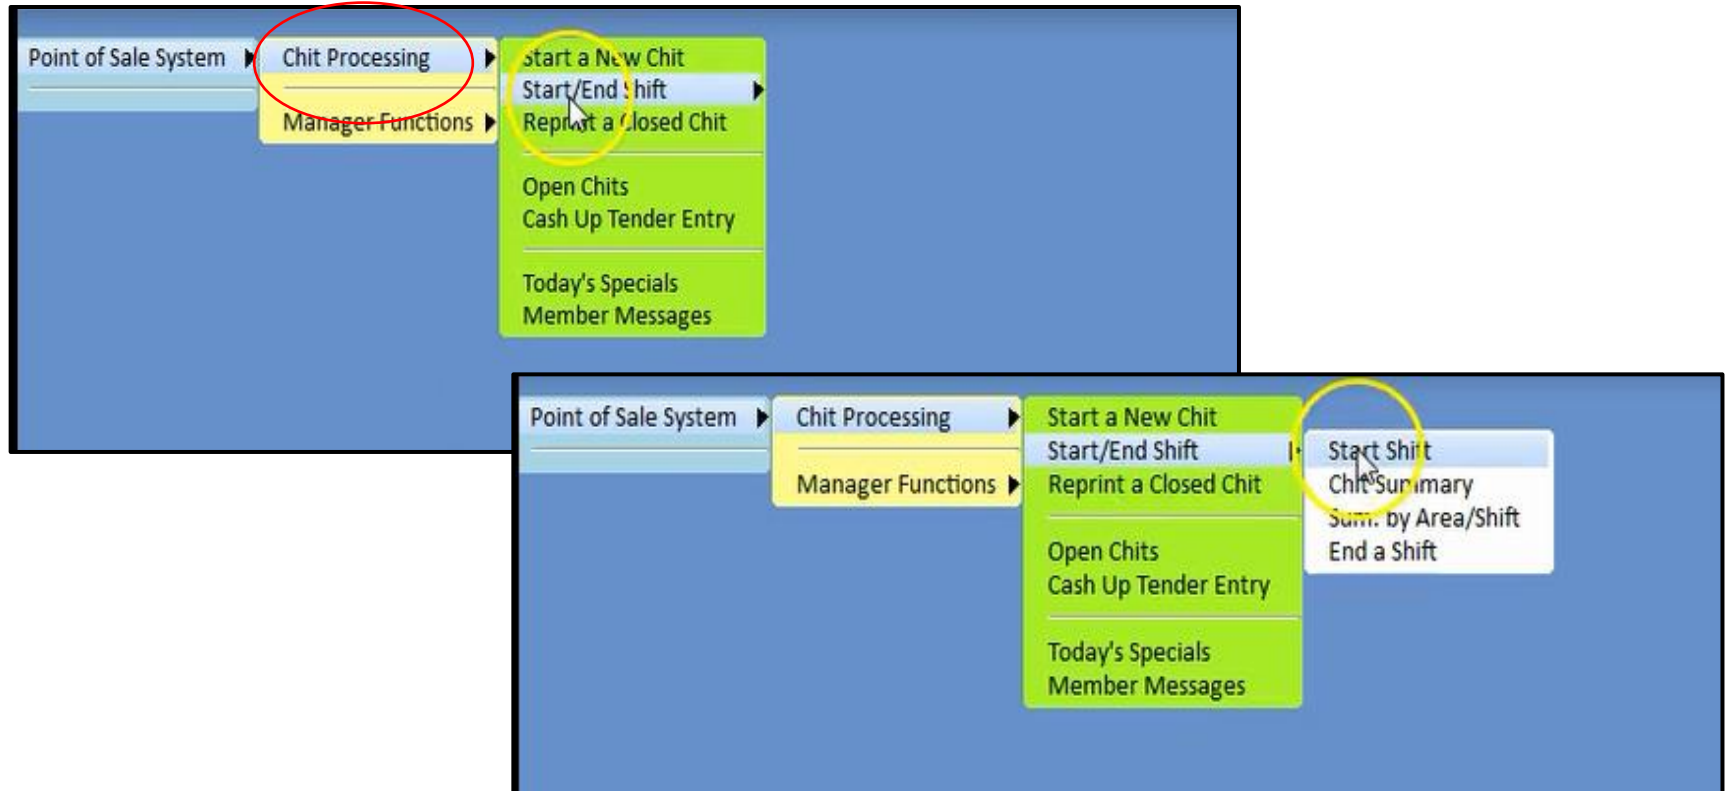 Point of Sale System
Chit Processing
Manager Functions
Start a New Chit
Start/End Shift
Reprint a Closed Chit
Open Chits
Cash Up Tender Entry
Today's Specials
Member Messages
Point of Sale System
Chit Processing
Manager Functions
Start a New Chit
Start/End Shift
Reprint a Closed Chit
Open Chits
Cash Up Tender Entry
Today's Specials
Member Messages
Start Shift
Chit Summary
Sum. by Area/Shift
End a Shift